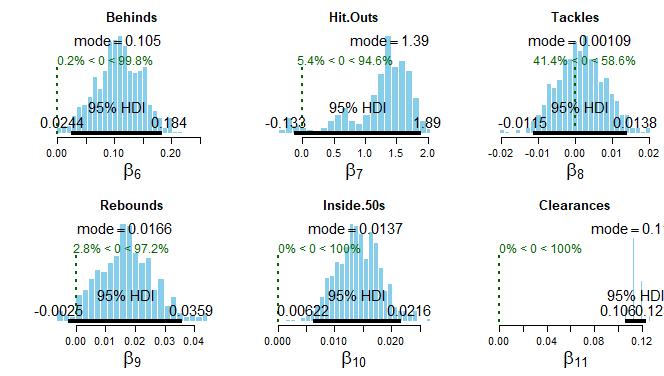 Behinds
mode = 0.105
0.2% < 0 < 99.8%
95% HDI
0.0244 0.184
0.00 0.10 0.20
β6
Hit.Outs
mode = 1.39
5.4% < 0 < 94.6%
95% HDI
-0.133 1.89
0.0 0.5 1.0 1.5 2.0
β7
Tackles
mode = 0.00109
41.4% < 0 < 58.6%
95% HDI
-0.0115 0.0138
-0.02 -0.01 0.00 0.01 0.02
β8
Rebounds
mode = 0.0166
2.8% < 0 < 97.2%
95% HDI
-0.0025 0.0359
0.00 0.01 0.02 0.03 0.04
β9
Inside.50s
mode = 0.0137
0% < 0 < 100%
95% HDI
0.00622 0.0216
0.000 0.010 0.020
β10
Clearances
mode = 0.1
0% < 0 < 100%
95% HDI
0.106 0.12
0.00 0.04 0.08 0.12
β11